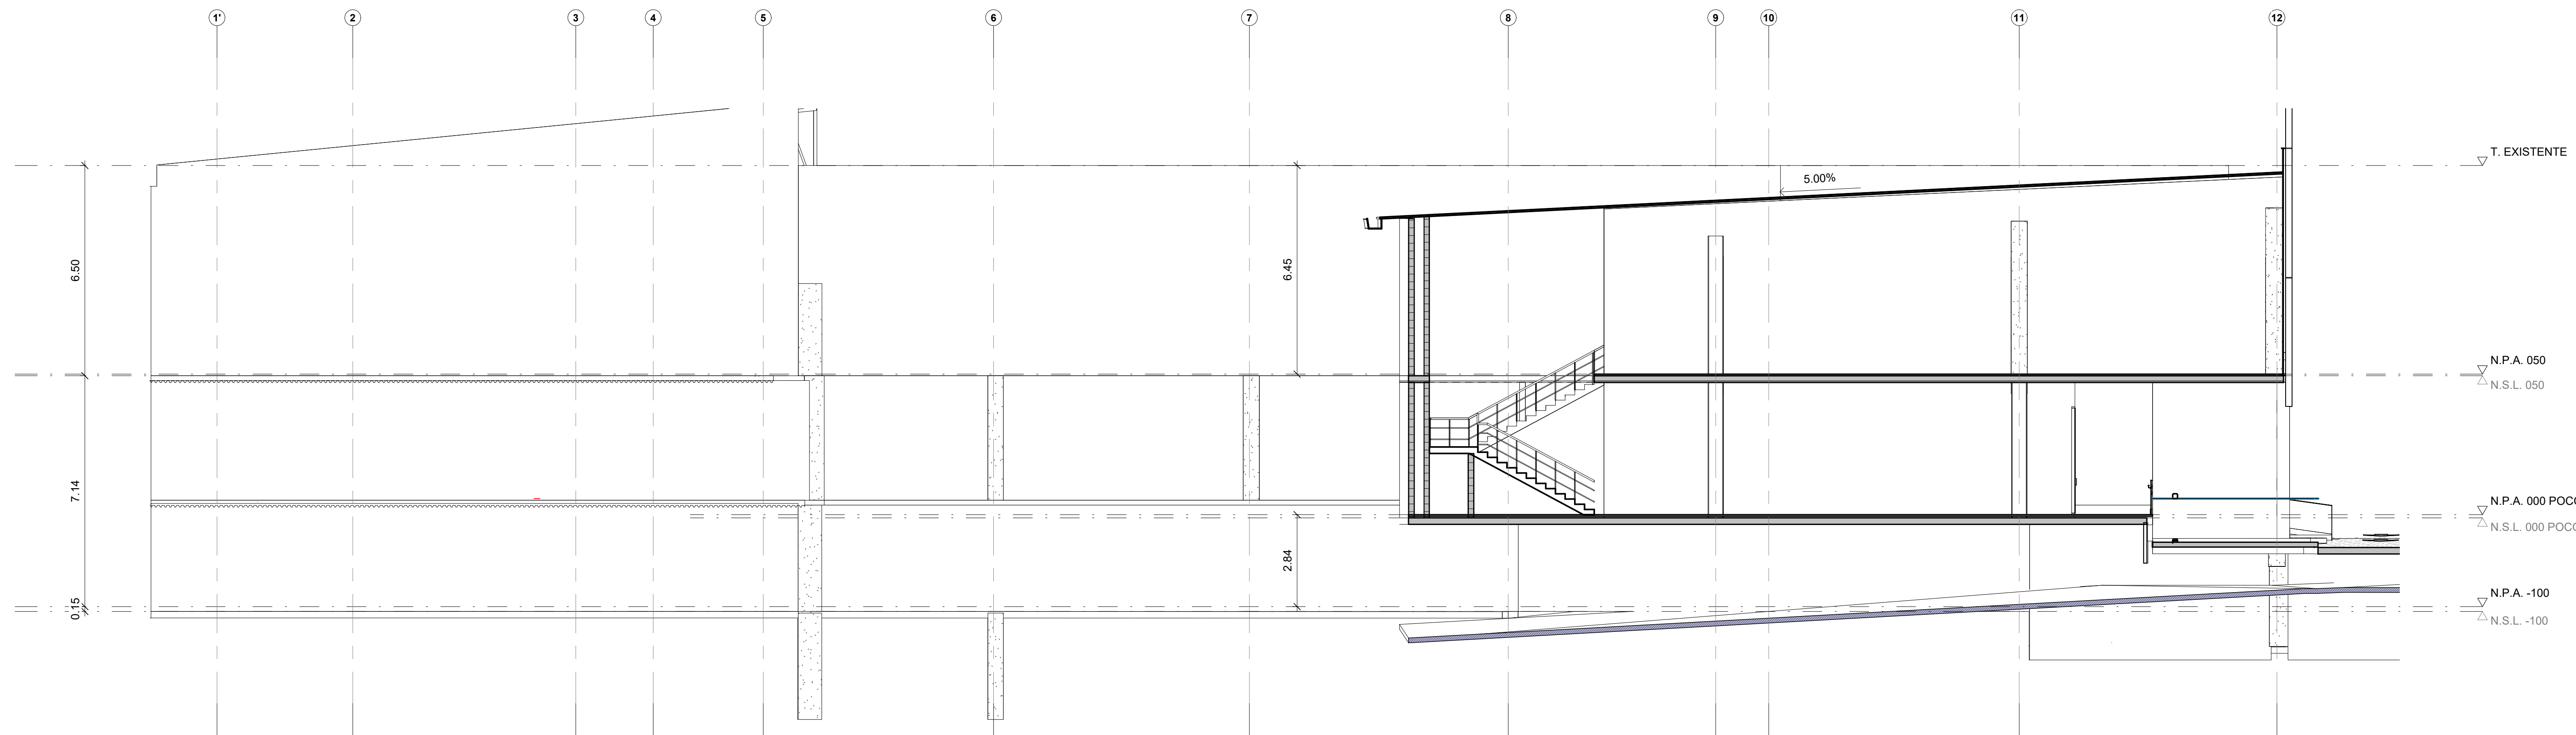 1'
2
3
4
5
6
7
8
9
10
11
12
T. EXISTENTE
5.00%
6.50
6.45
N.P.A. 050
N.S.L. 050
7.14
N.P.A. 000 POCO
N.S.L. 000 POCO
2.84
0.15
N.P.A. -100
N.S.L. -100